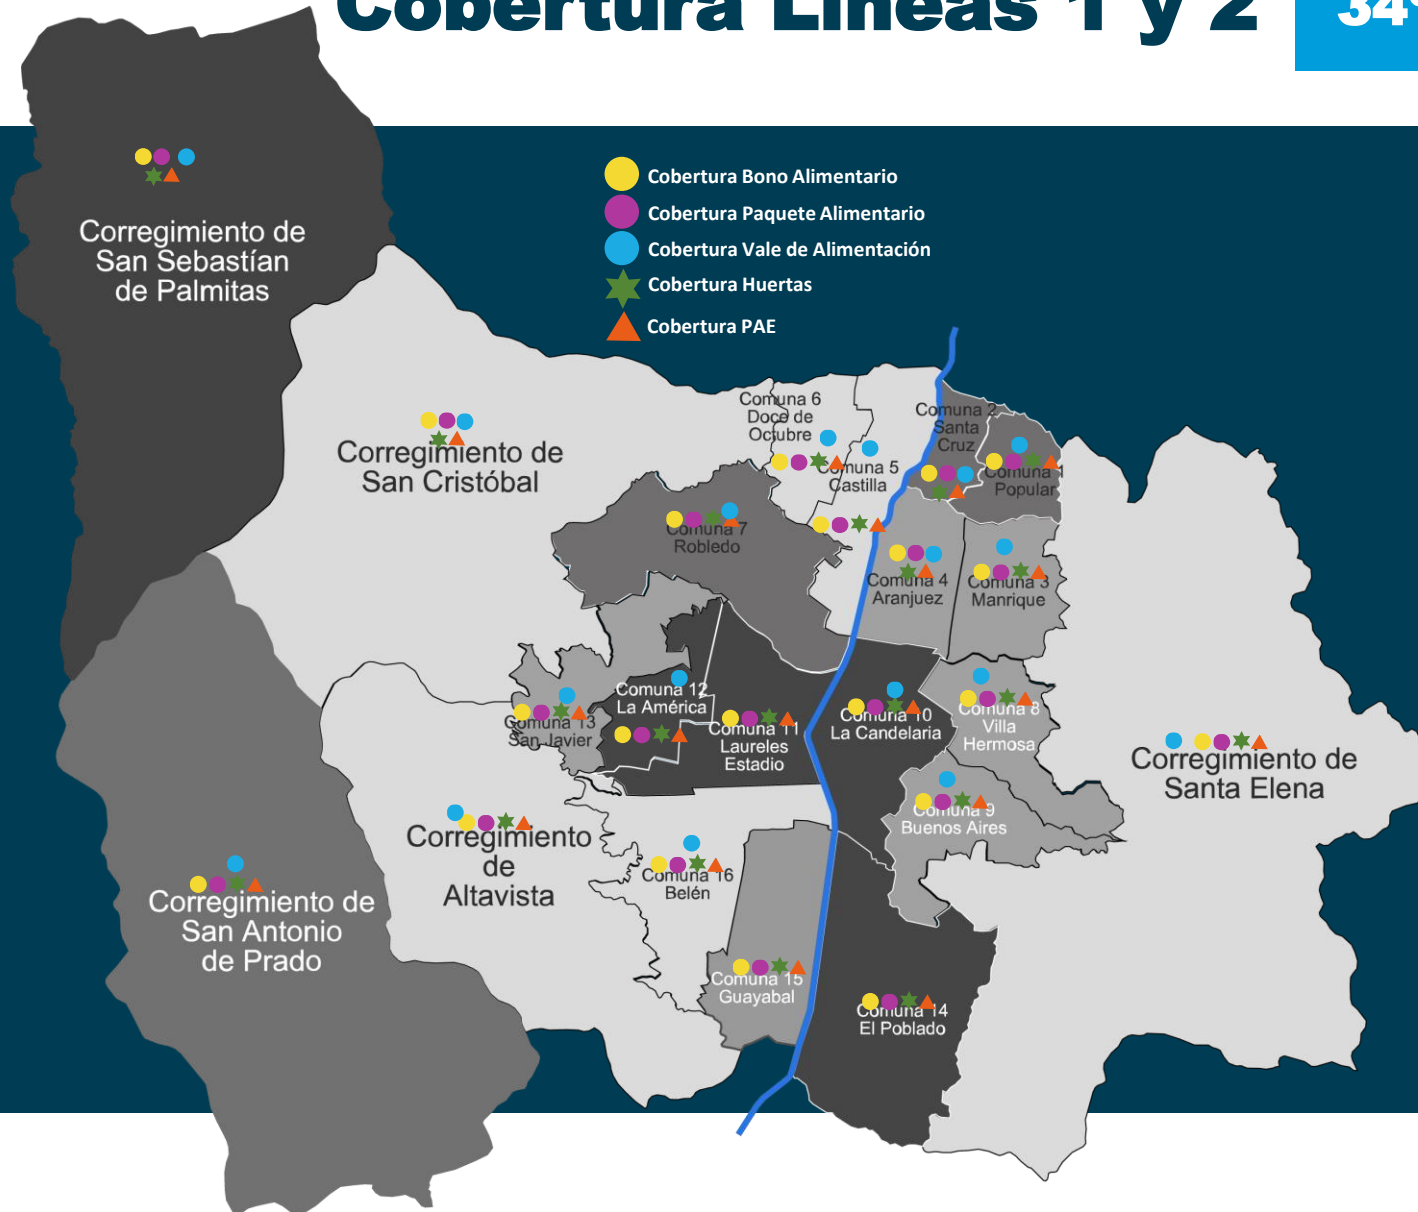 Cobertura Líneas 1 y 2
34°
Cobertura Bono Alimentario
Cobertura Paquete Alimentario
Cobertura Vale de Alimentación
Cobertura Huertas
Cobertura PAE
Corregimiento de
San Sebastían
de Palmitas
Corregimiento de
San Cristóbal
Comuna 6
Doce de
Octubre
Comuna 5
Castilla
Comuna 2
Santa
Cruz
Comuna 1
Popular
Comuna 7
Robledo
Comuna 4
Aranjuez
Comuna 3
Manrique
Comuna 13
San Javier
Comuna 12
La América
Comuna 11
Laureles
Estadio
Comuna 10
La Candelaria
Comuna 8
Villa
Hermosa
Corregimiento de
Santa Elena
Comuna 9
Buenos Aires
Corregimiento
de
Altavista
Comuna 16
Belén
Corregimiento de
San Antonio
de Prado
Comuna 15
Guayabal
Comuna 14
El Poblado